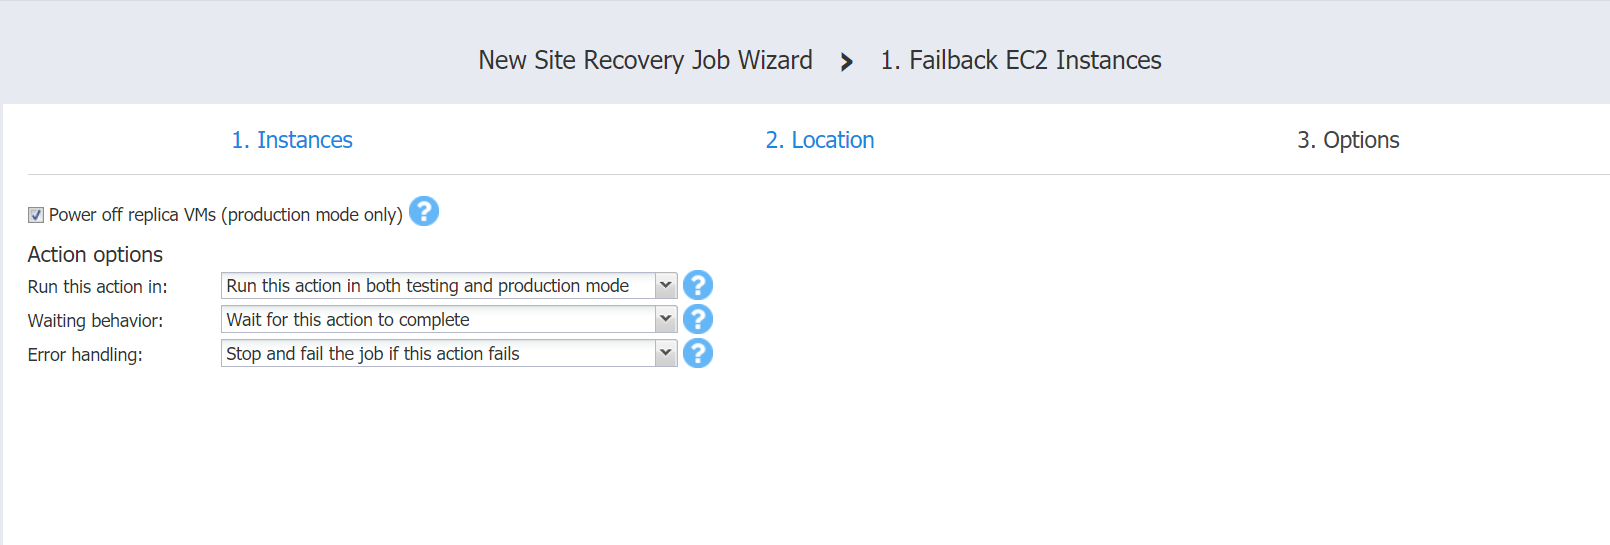 New Site Recovery Job Wizard › 1. Failback EC2 Instances
1. Instances 2. Location 3. Options
Power off replica VMs (production mode only) ?
Action options
Run this action in: Run this action in both testing and production mode ?
Waiting behavior: Wait for this action to complete ?
Error handling: Stop and fail the job if this action fails ?